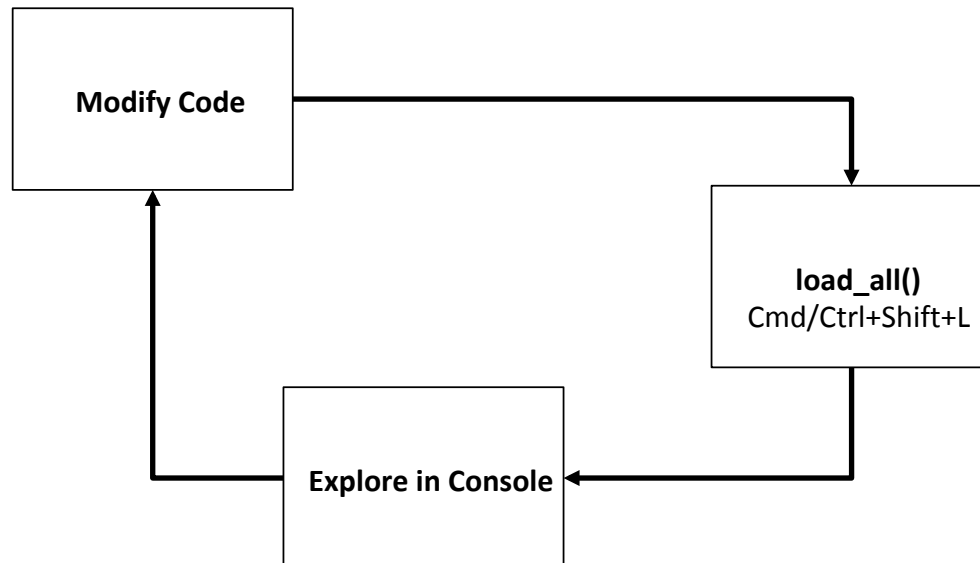 Modify Code
load_all()
Cmd/Ctrl+Shift+L
Explore in Console